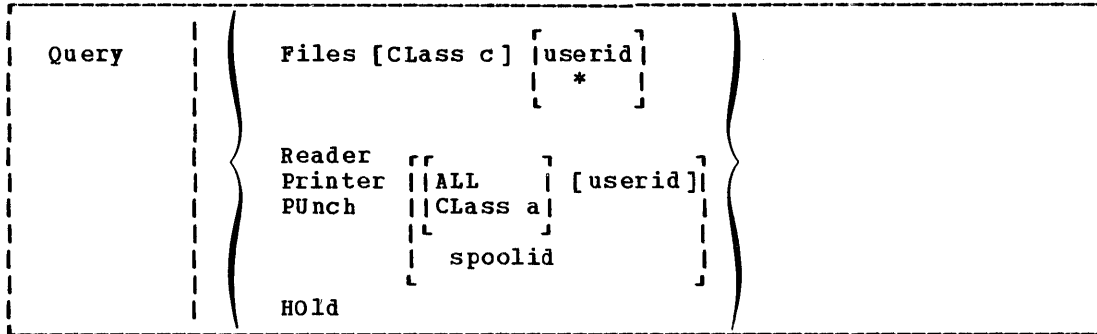 Query Files [CLass c] [userid]
*
Reader
Printer [[ALL ] [userid]]
PUnch [[CLass a]
spoolid
HOld